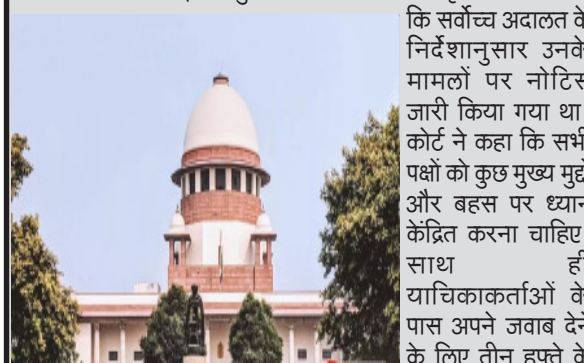 कि सर्वोच्च अदालत के
निर्देशानुसार उनके
मामलों पर नोटिस
जारी किया गया था
कोर्ट ने कहा कि सभी
पक्षों को कुछ मुख्य मुद्दों
और बहस पर ध्यान
केंद्रित करना चाहिए
साथ ही
याचिकाकर्ताओं के
पास अपने जवाब देने
के लिए तीन हफ्ते